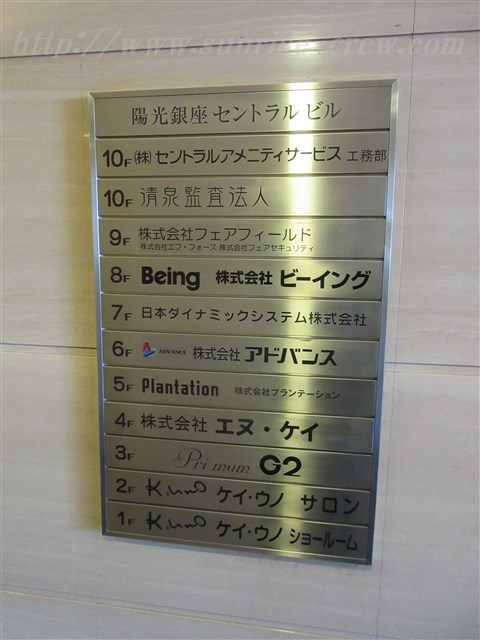 http://www.sunrise-crew.com
陽光銀座セントラルビル
10F (株)セントラルアメニティサービス 工務部
10F 清泉監査法人
9F 株式会社フェアフィールド
株式会社エフ・フォース 株式会社フェアセキュリティ
8F Being 株式会社 ビーイング
7F 日本ダイナミックシステム株式会社
6F ADVANCE 株式会社 アドバンス
5F Plantation 株式会社プランテーション
4F 株式会社 エヌ・ケイ
3F Primum G2
2F K.uno ケイ・ウノ サロン
1F K.uno ケイ・ウノ ショールーム